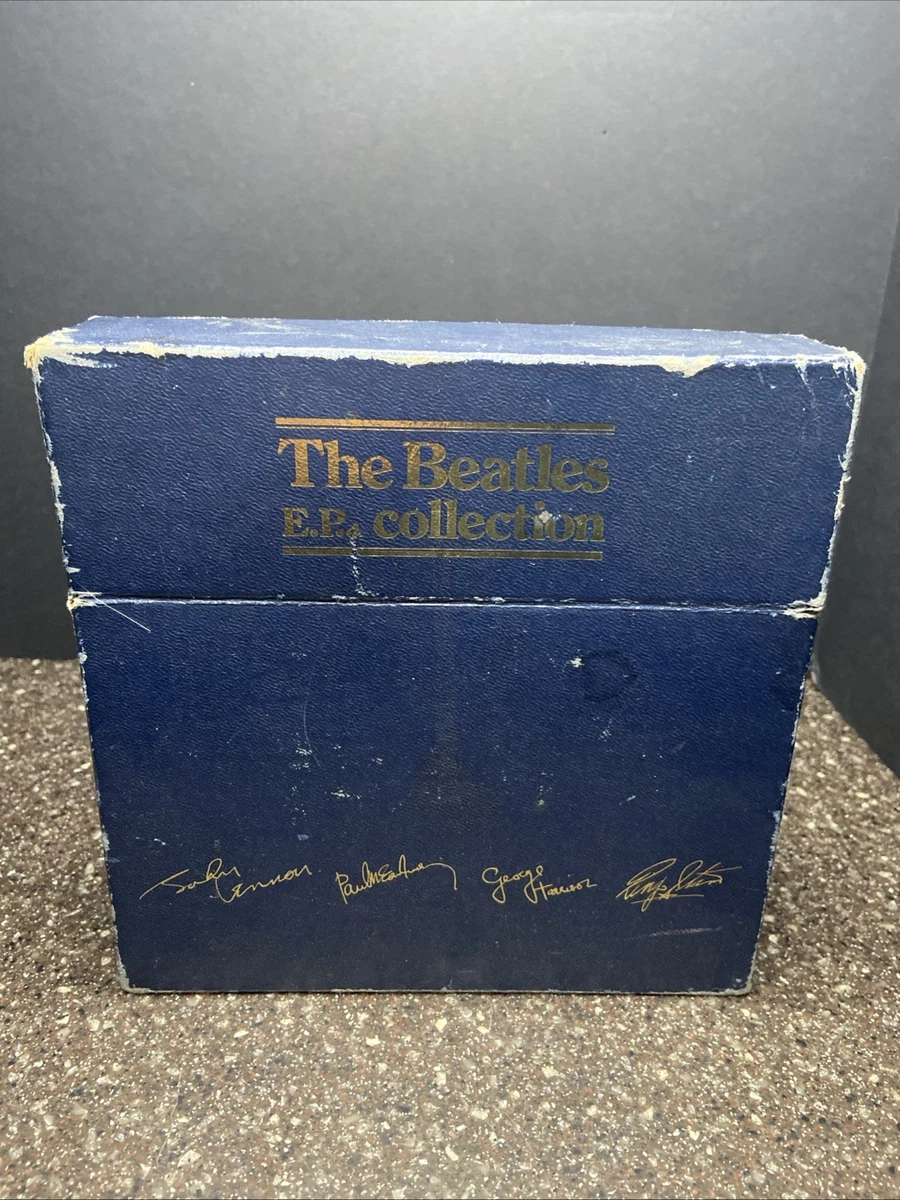 The Beatles
E.P.s collection
John Lennon Paul McCartney George Harrison Ringo Starr